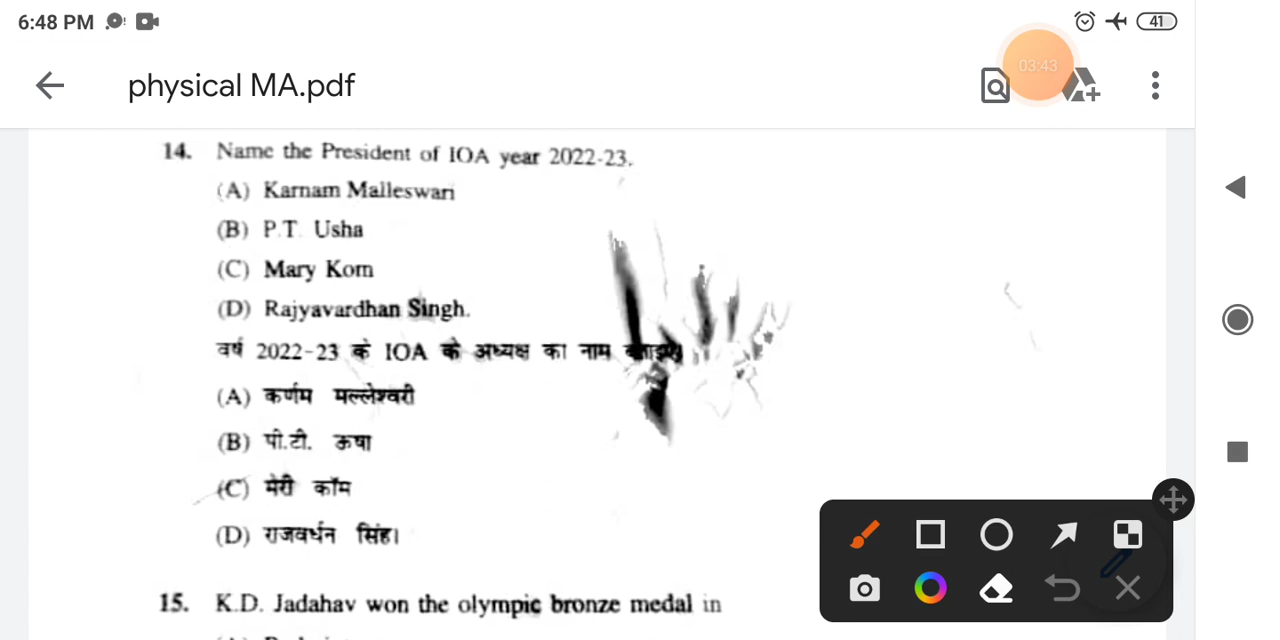 6:48 PM
41
03:43
physical MA.pdf
14. Name the President of IOA year 2022-23.
(A) Karnam Malleswari
(B) P.T. Usha
(C) Mary Kom
(D) Rajyavardhan Singh.
वर्ष 2022-23 के IOA के अध्यक्ष का नाम
(A) कर्णम मल्लेश्वरी
(B) पी.टी. ऊषा
(C) मेरी कॉम
(D) राजवर्धन सिंह।
15. K.D. Jadahav won the olympic bronze medal in